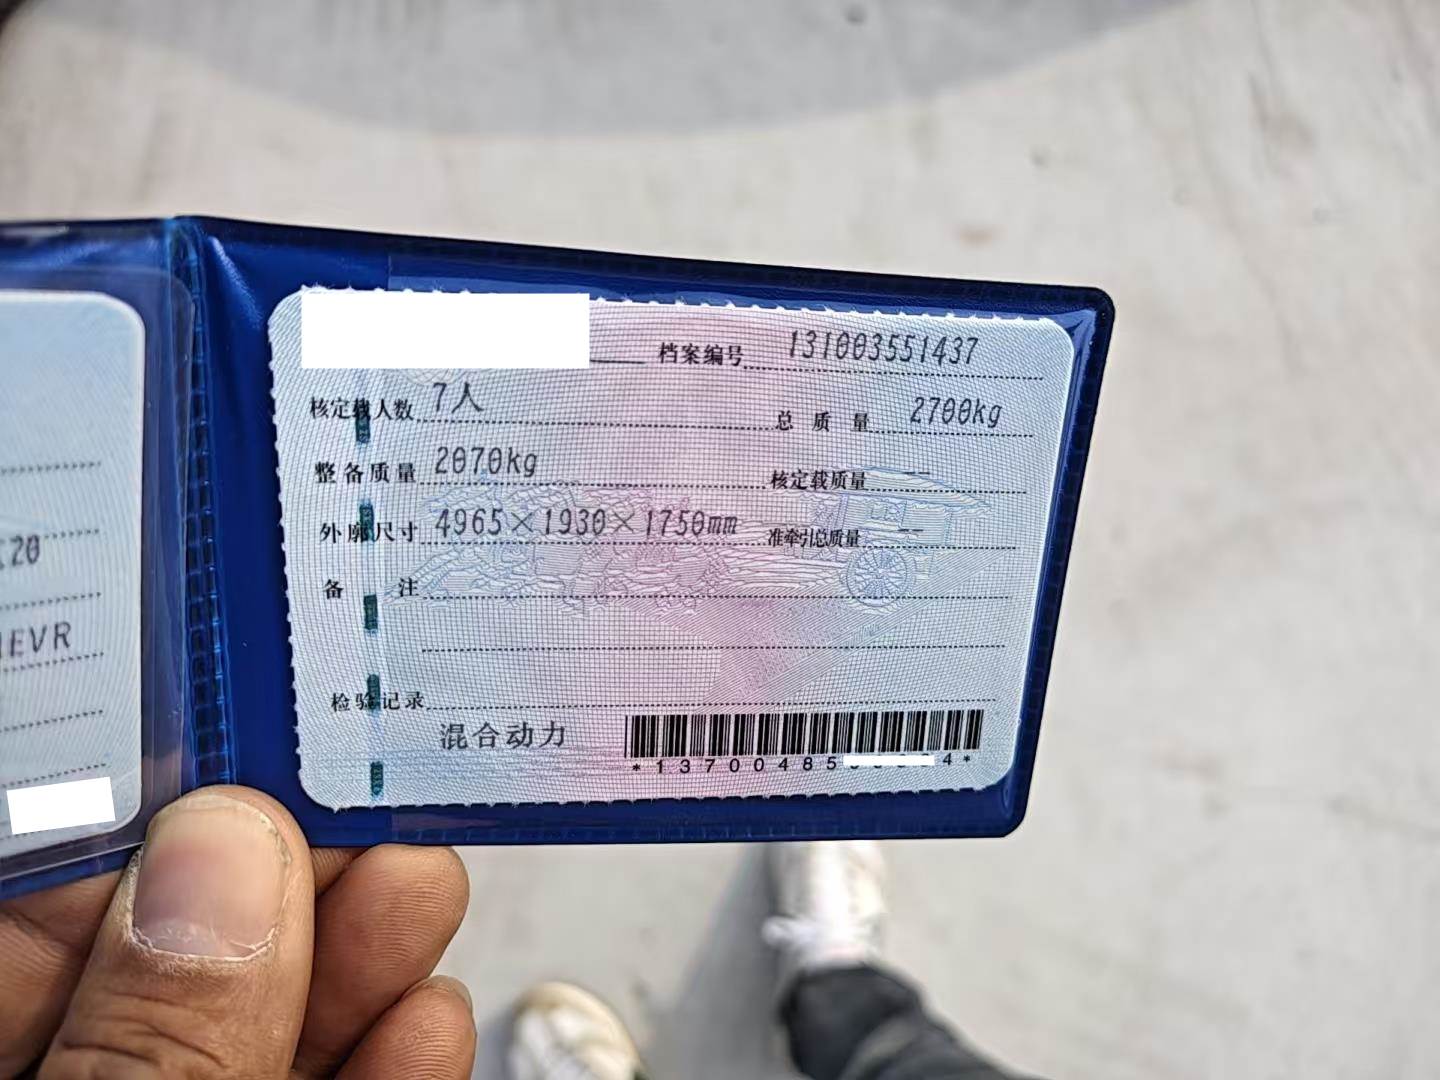 档案编号 131003551437
核定载人数 7人 总质量 2700kg
整备质量 2070kg 核定载质量 --
外廓尺寸 4965×1930×1750mm 准牵引总质量 --
备注
检验记录
混合动力
*13700485 4*
20
EVR